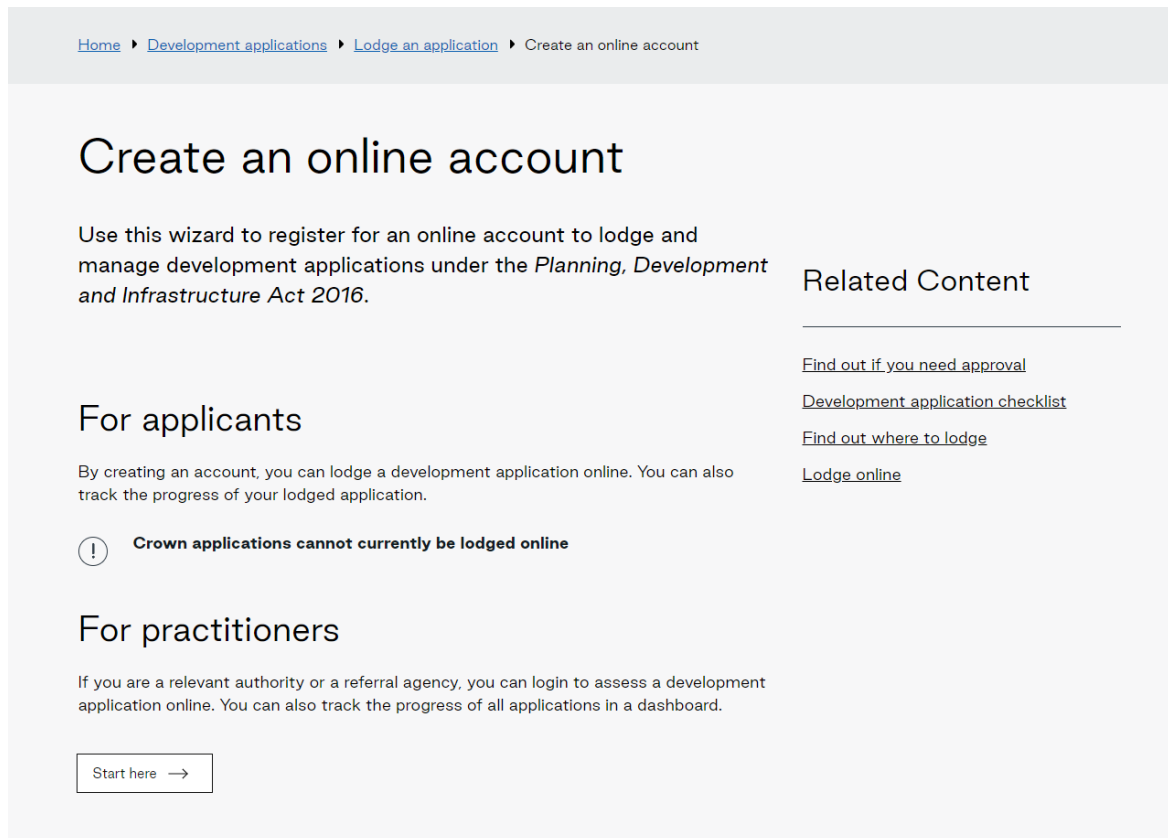 Home Development applications Lodge an application Create an online account
Create an online account
Use this wizard to register for an online account to lodge and
manage development applications under the Planning, Development
and Infrastructure Act 2016.
For applicants
By creating an account, you can lodge a development application online. You can also
track the progress of your lodged application.
Crown applications cannot currently be lodged online
For practitioners
If you are a relevant authority or a referral agency, you can login to assess a development
application online. You can also track the progress of all applications in a dashboard.
Start here
Related Content
Find out if you need approval
Development application checklist
Find out where to lodge
Lodge online